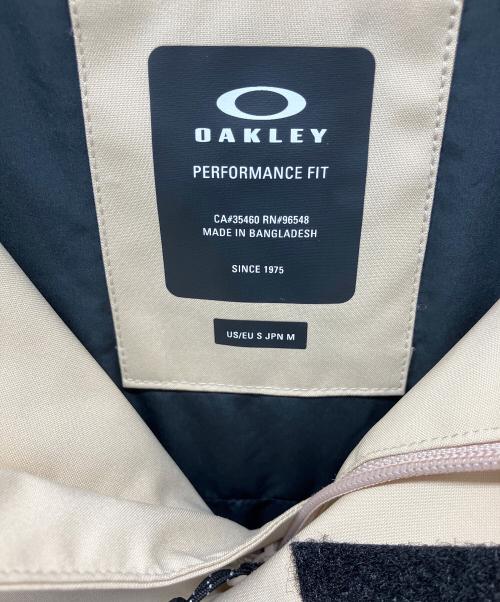 OAKLEY
PERFORMANCE FIT
CA#35460 RN#96548
MADE IN BANGLADESH
SINCE 1975
US/EU S JPN M